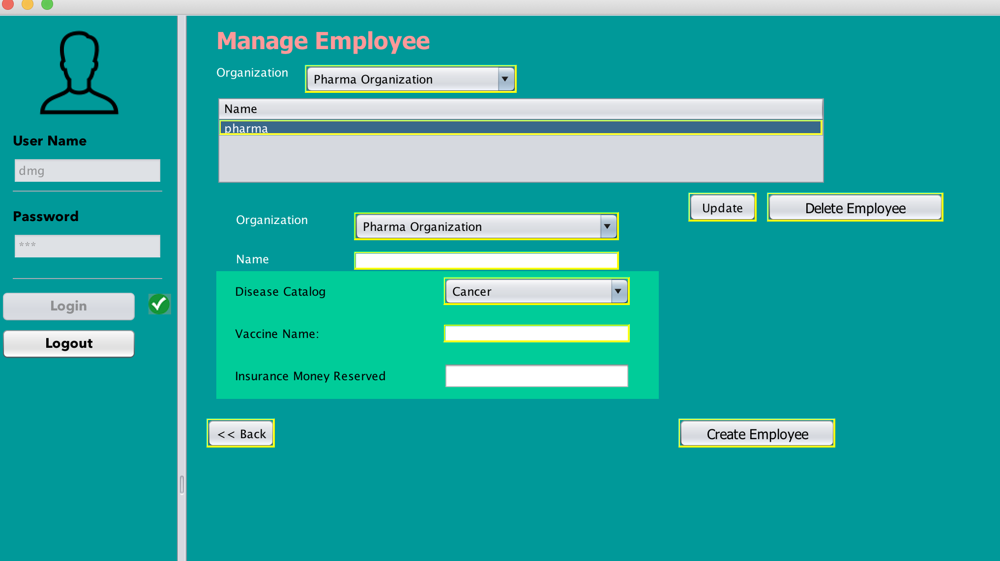 User Name
dmg
Password
***
Login
Logout
Manage Employee
Organization
Pharma Organization
Name
pharma
Update
Delete Employee
Organization
Pharma Organization
Name
Disease Catalog
Cancer
Vaccine Name:
Insurance Money Reserved
<< Back
Create Employee